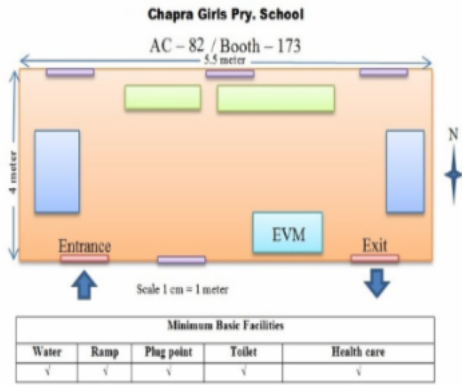 Chapra Girls Pry. School
AC – 82 / Booth – 173
5.5 meter
4 meter
N
EVM
Entrance
Exit
Scale 1 cm = 1 meter
Minimum Basic Facilities
Water Ramp Plug point Toilet Health care
√ √ √ √ √